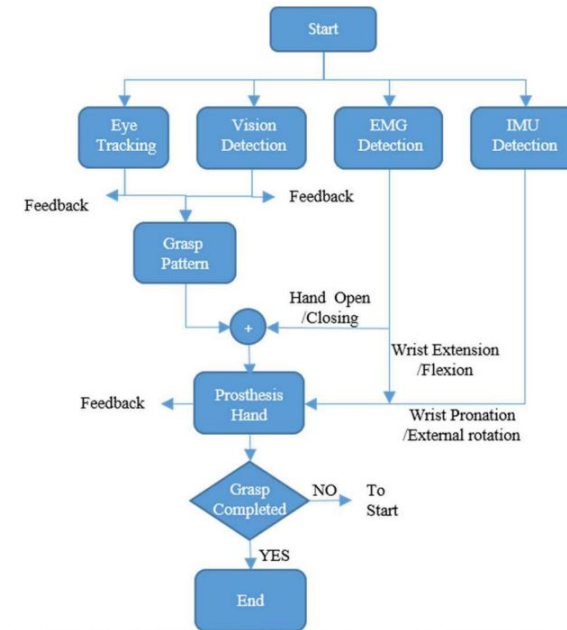 Start
Eye
Tracking
Vision
Detection
EMG
Detection
IMU
Detection
Feedback
Feedback
Grasp
Pattern
Hand Open
/Closing
+
Wrist Extension
/Flexion
Feedback
Prosthesis
Hand
Wrist Pronation
/External rotation
Grasp
Completed
NO
To
Start
YES
End